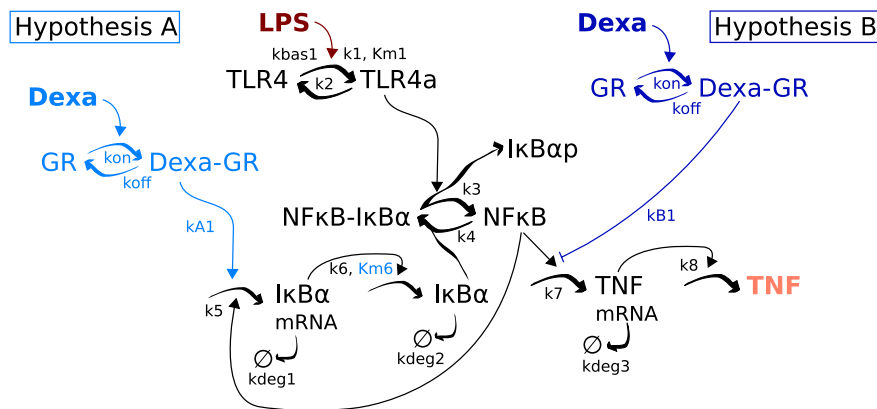 Hypothesis A
LPS
Dexa
Hypothesis B
kbas1
k1, Km1
TLR4
k2
TLR4a
GR
kon
koff
Dexa-GR
Dexa
GR
kon
koff
Dexa-GR
IκBαp
kA1
k3
NFκB-IκBα
NFκB
k4
kB1
k6, Km6
k5
IκBα
mRNA
IκBα
k7
TNF
mRNA
k8
TNF
∅
kdeg1
∅
kdeg2
∅
kdeg3